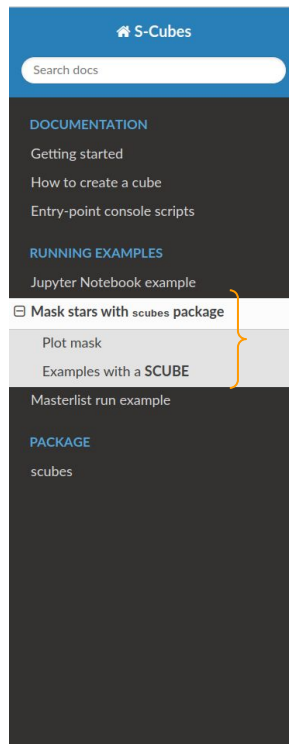 S-Cubes
Search docs
DOCUMENTATION
Getting started
How to create a cube
Entry-point console scripts
RUNNING EXAMPLES
Jupyter Notebook example
Mask stars with scubes package
Plot mask
Examples with a SCUBE
Masterlist run example
PACKAGE
scubes